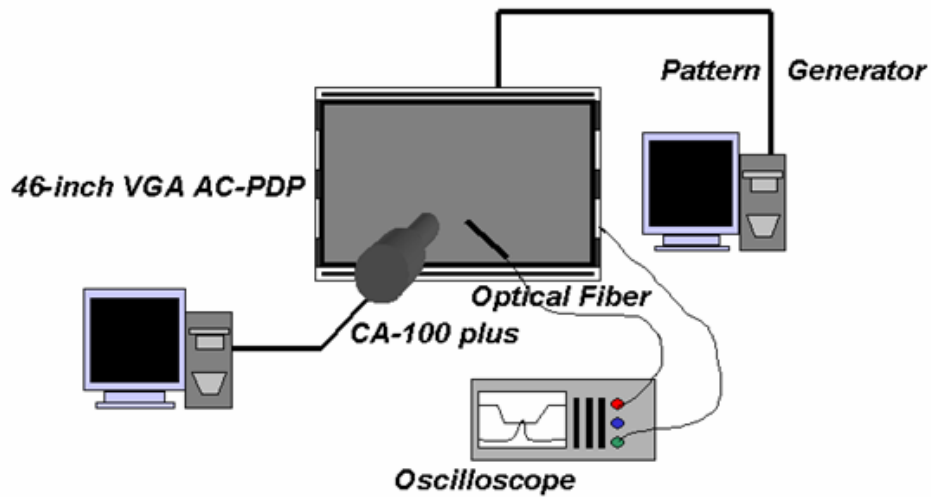 Pattern Generator
46-inch VGA AC-PDP
Optical Fiber
CA-100 plus
Oscilloscope